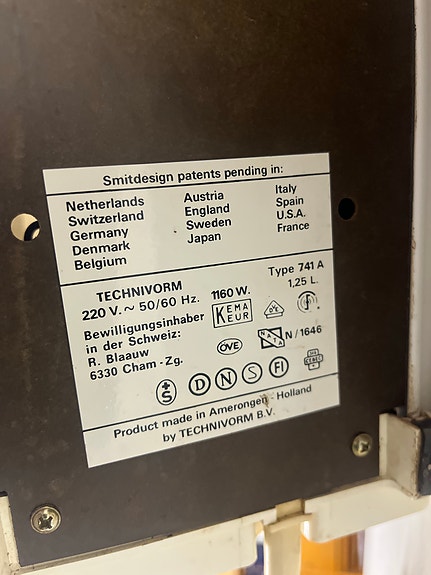 Smitdesign patents pending in:
Netherlands Austria Italy
Switzerland England Spain
Germany Sweden U.S.A.
Denmark Japan France
Belgium
TECHNIVORM Type 741 A
220 V.~ 50/60 Hz. 1160 W. 1,25 L.
Bewilligungsinhaber KEMA
in der Schweiz: KEUR
R. Blaauw ÖVE N / 1646
6330 Cham - Zg.
+S D N S FI
Product made in Amerongen - Holland
by TECHNIVORM B.V.